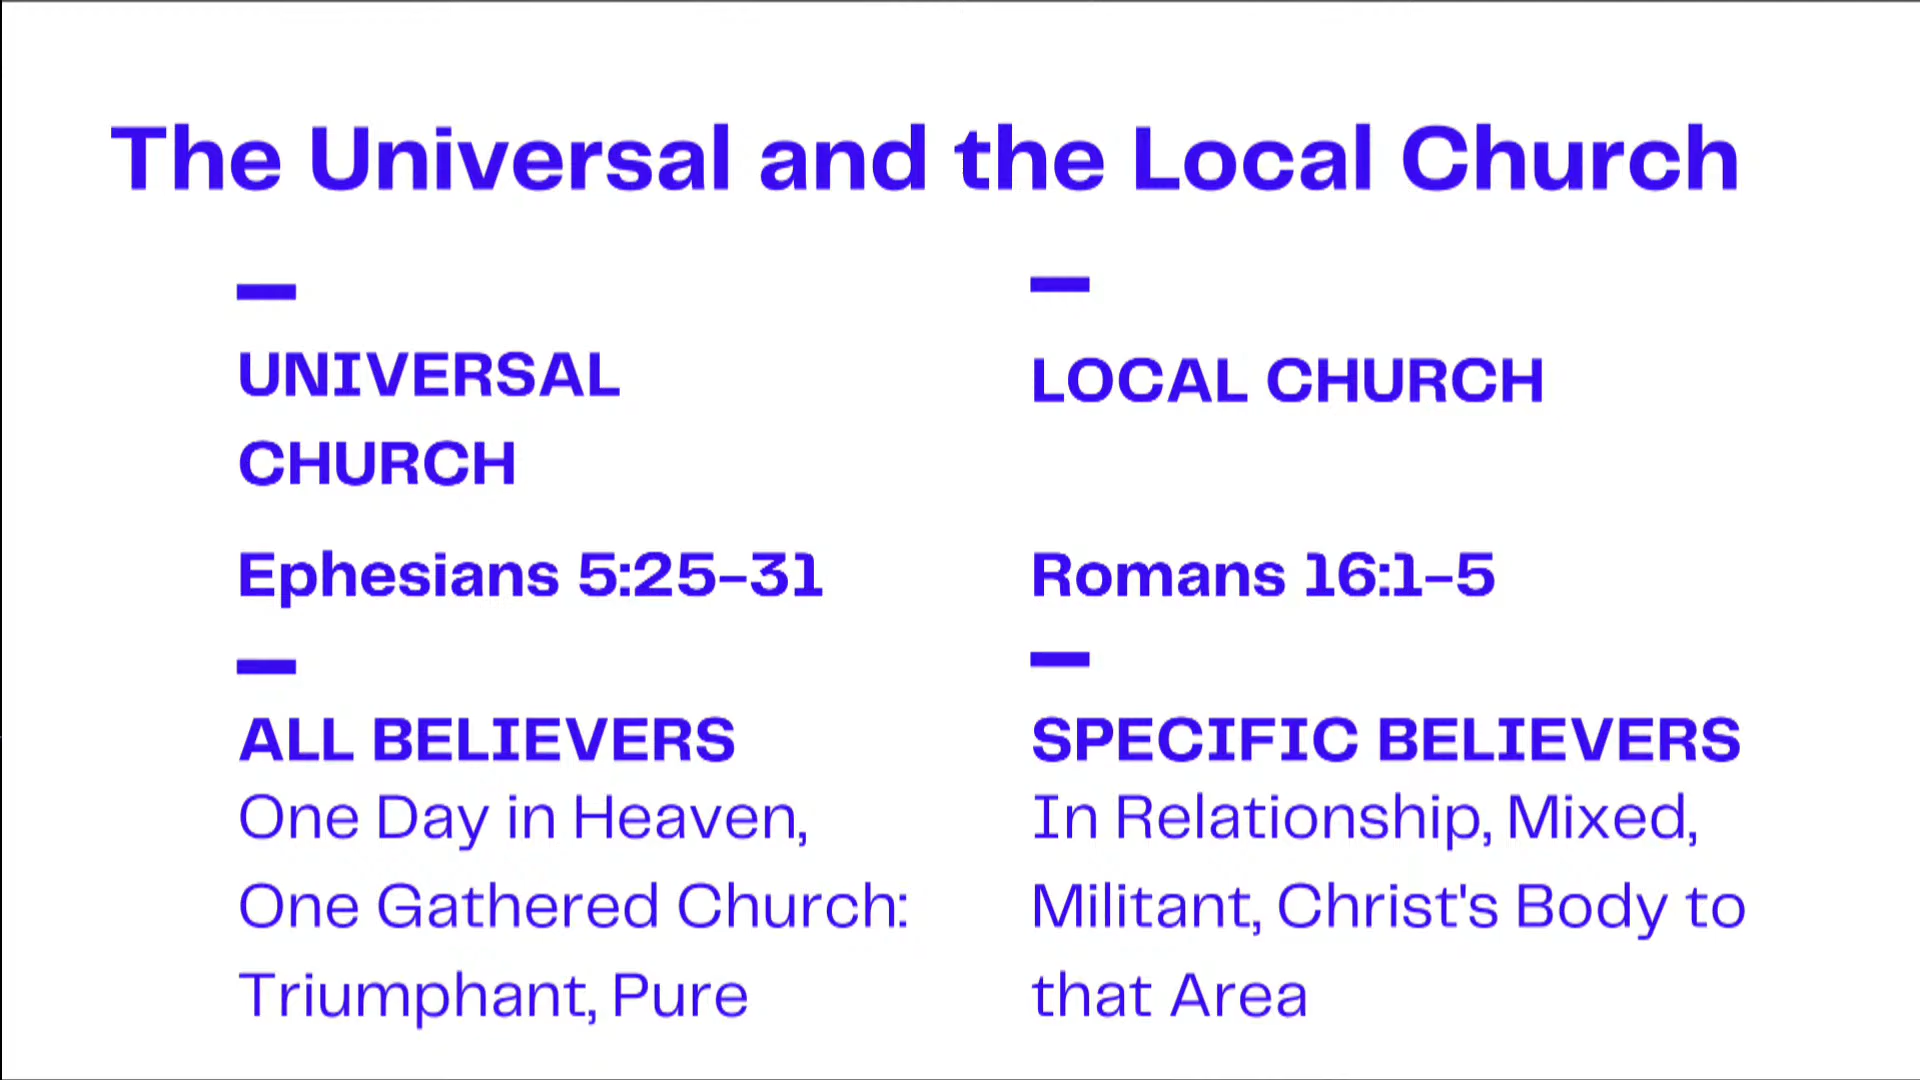 The Universal and the Local Church
UNIVERSAL
CHURCH
Ephesians 5:25–31
ALL BELIEVERS
One Day in Heaven,
One Gathered Church:
Triumphant, Pure
LOCAL CHURCH
Romans 16:1–5
SPECIFIC BELIEVERS
In Relationship, Mixed,
Militant, Christ's Body to
that Area